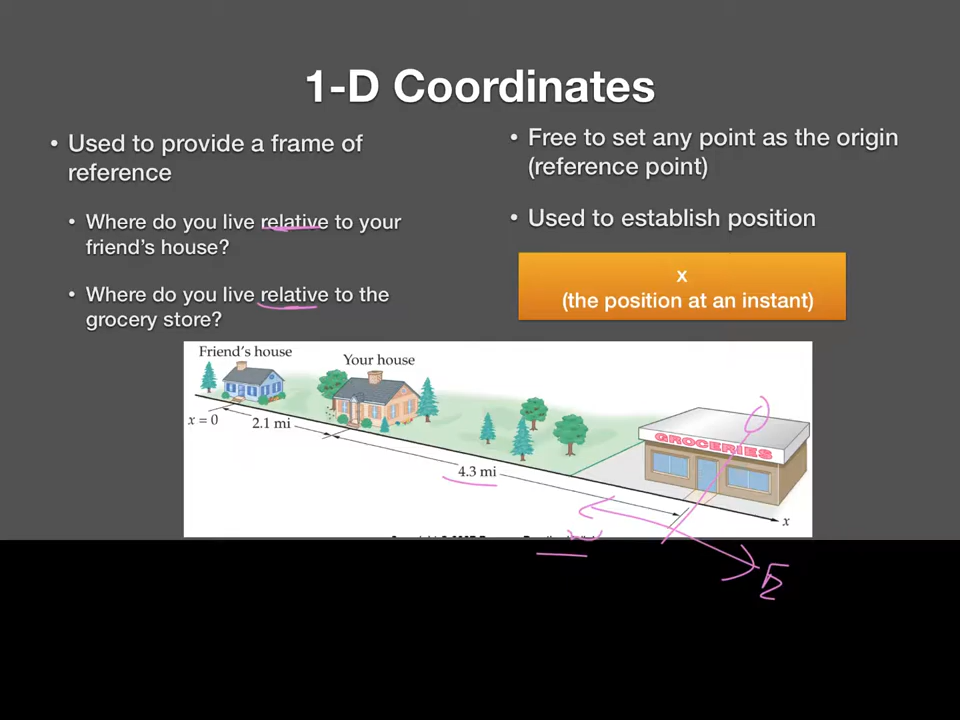 1-D Coordinates
• Used to provide a frame of
reference
• Where do you live relative to your
friend's house?
• Where do you live relative to the
grocery store?
• Free to set any point as the origin
(reference point)
• Used to establish position
x
(the position at an instant)
Friend's house
Your house
x = 0
2.1 mi
4.3 mi
GROCERIES
x
0
E